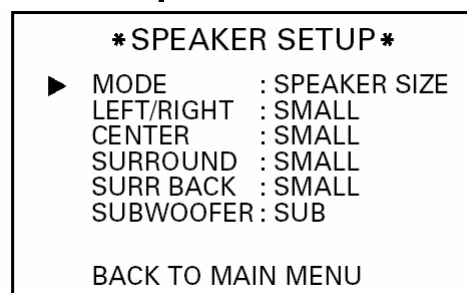 *SPEAKER SETUP*
▶ MODE : SPEAKER SIZE
LEFT/RIGHT : SMALL
CENTER : SMALL
SURROUND : SMALL
SURR BACK : SMALL
SUBWOOFER : SUB
BACK TO MAIN MENU